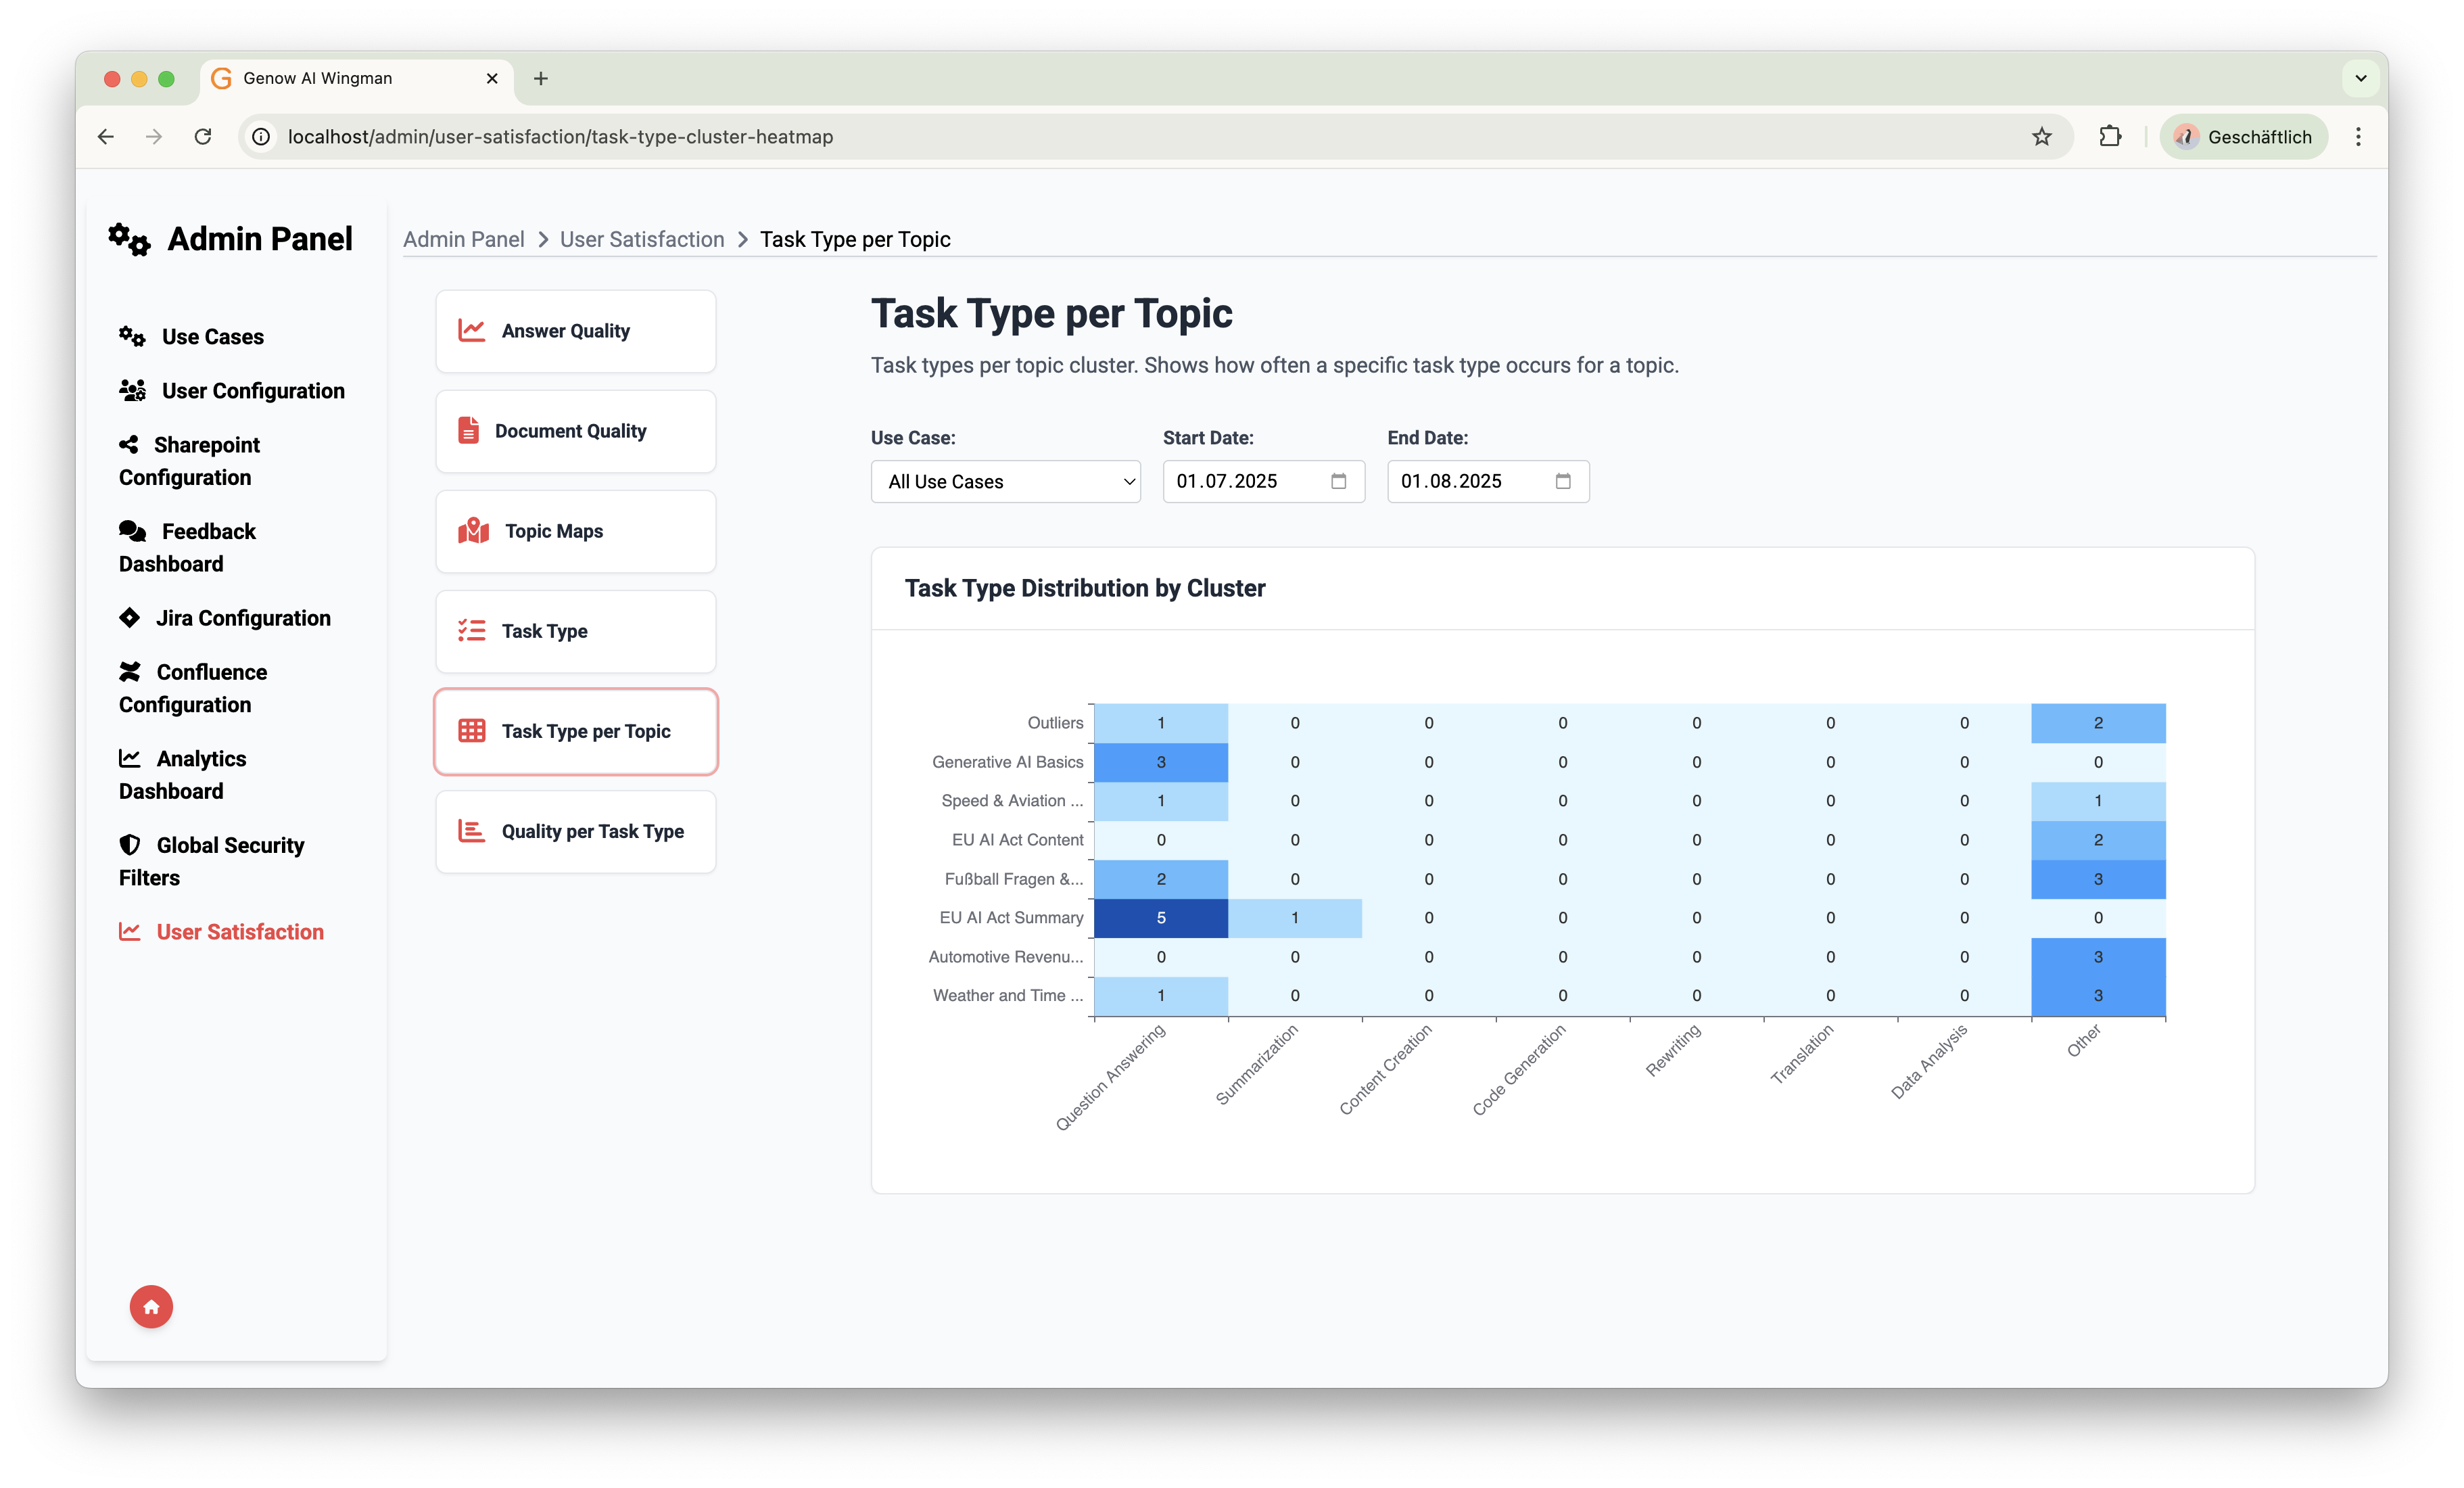 Genow AI Wingman
localhost/admin/user-satisfaction/task-type-cluster-heatmap
Geschäftlich
Admin Panel
Use Cases
User Configuration
Sharepoint
Configuration
Feedback
Dashboard
Jira Configuration
Confluence
Configuration
Analytics
Dashboard
Global Security
Filters
User Satisfaction
Admin Panel > User Satisfaction > Task Type per Topic
Answer Quality
Document Quality
Topic Maps
Task Type
Task Type per Topic
Quality per Task Type
Task Type per Topic
Task types per topic cluster. Shows how often a specific task type occurs for a topic.
Use Case: Start Date: End Date:
All Use Cases 01.07.2025 01.08.2025
Task Type Distribution by Cluster
Outliers 1 0 0 0 0 0 0 2
Generative AI Basics 3 0 0 0 0 0 0 0
Speed & Aviation ... 1 0 0 0 0 0 0 1
EU AI Act Content 0 0 0 0 0 0 0 2
Fußball Fragen &... 2 0 0 0 0 0 0 3
EU AI Act Summary 5 1 0 0 0 0 0 0
Automotive Revenu... 0 0 0 0 0 0 0 3
Weather and Time ... 1 0 0 0 0 0 0 3
Question Answering
Summarization
Content Creation
Code Generation
Rewriting
Translation
Data Analysis
Other